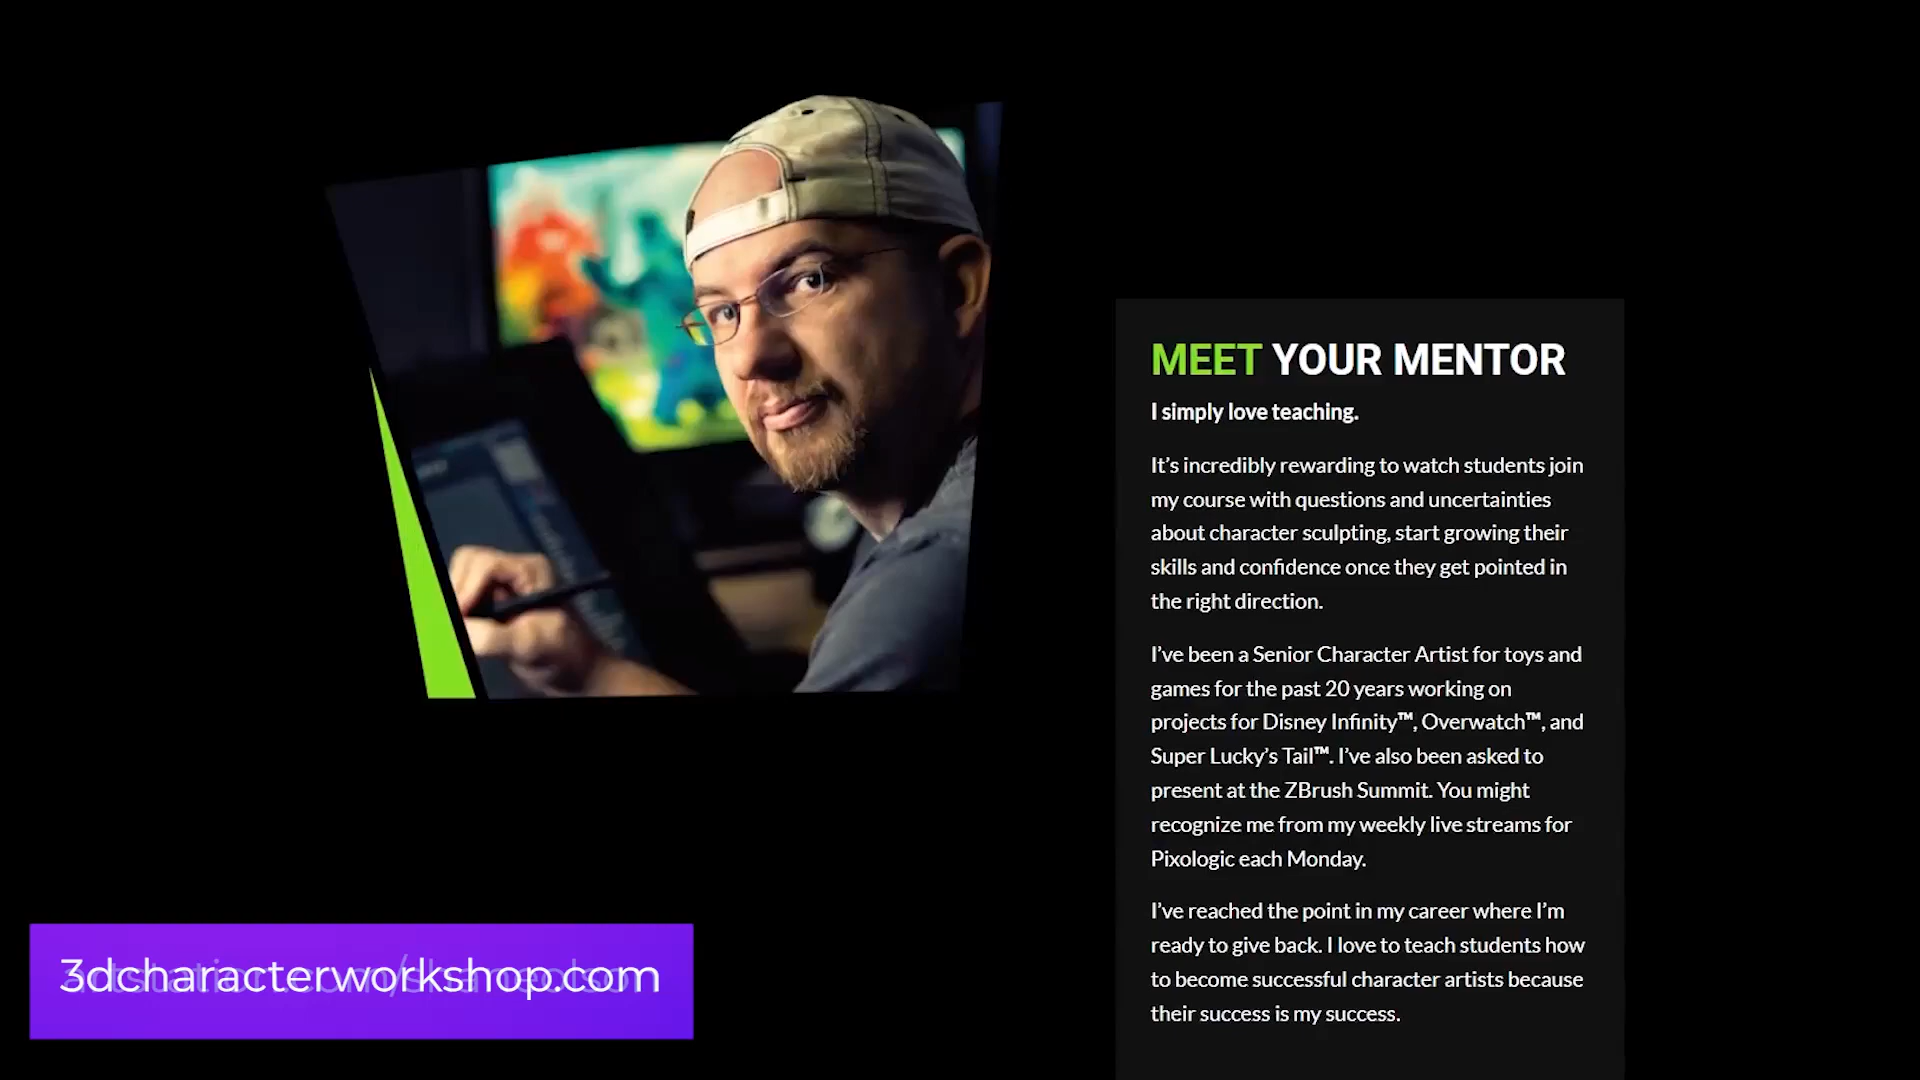 MEET YOUR MENTOR
I simply love teaching.
It's incredibly rewarding to watch students join
my course with questions and uncertainties
about character sculpting, start growing their
skills and confidence once they get pointed in
the right direction.
I've been a Senior Character Artist for toys and
games for the past 20 years working on
projects for Disney Infinity™, Overwatch™, and
Super Lucky's Tail™. I've also been asked to
present at the ZBrush Summit. You might
recognize me from my weekly live streams for
Pixologic each Monday.
I've reached the point in my career where I'm
ready to give back. I love to teach students how
to become successful character artists because
their success is my success.
3dcharacterworkshop.com